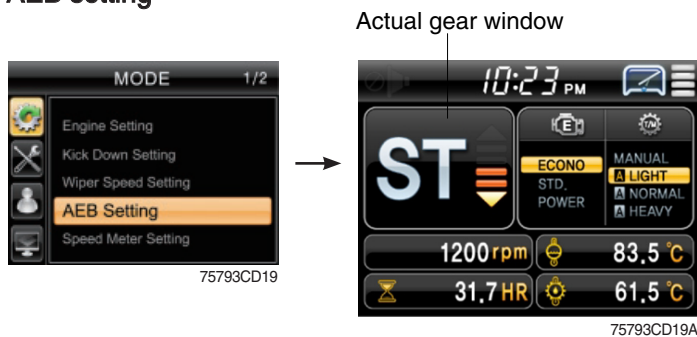 AEB setting
Actual gear window
MODE 1/2
Engine Setting
Kick Down Setting
Wiper Speed Setting
AEB Setting
Speed Meter Setting
75793CD19
10:23 PM
ST
E
T/M
ECONO
STD.
POWER
MANUAL
A LIGHT
A NORMAL
A HEAVY
1200 rpm
83.5 °C
31.7 HR
61.5 °C
75793CD19A